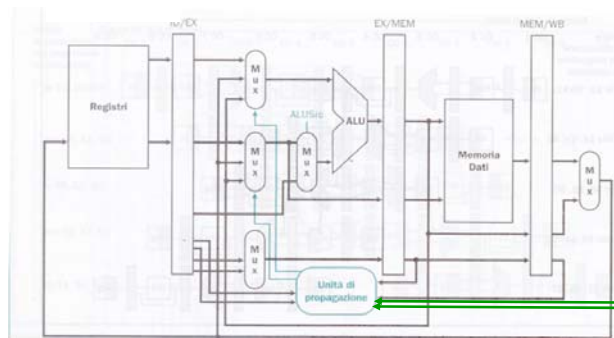 ID/EX
EX/MEM
MEM/WB
Registri
Mux
ALUSrc
Mux
Mux
ALU
Memoria
Dati
Mux
Mux
Unità di
propagazione